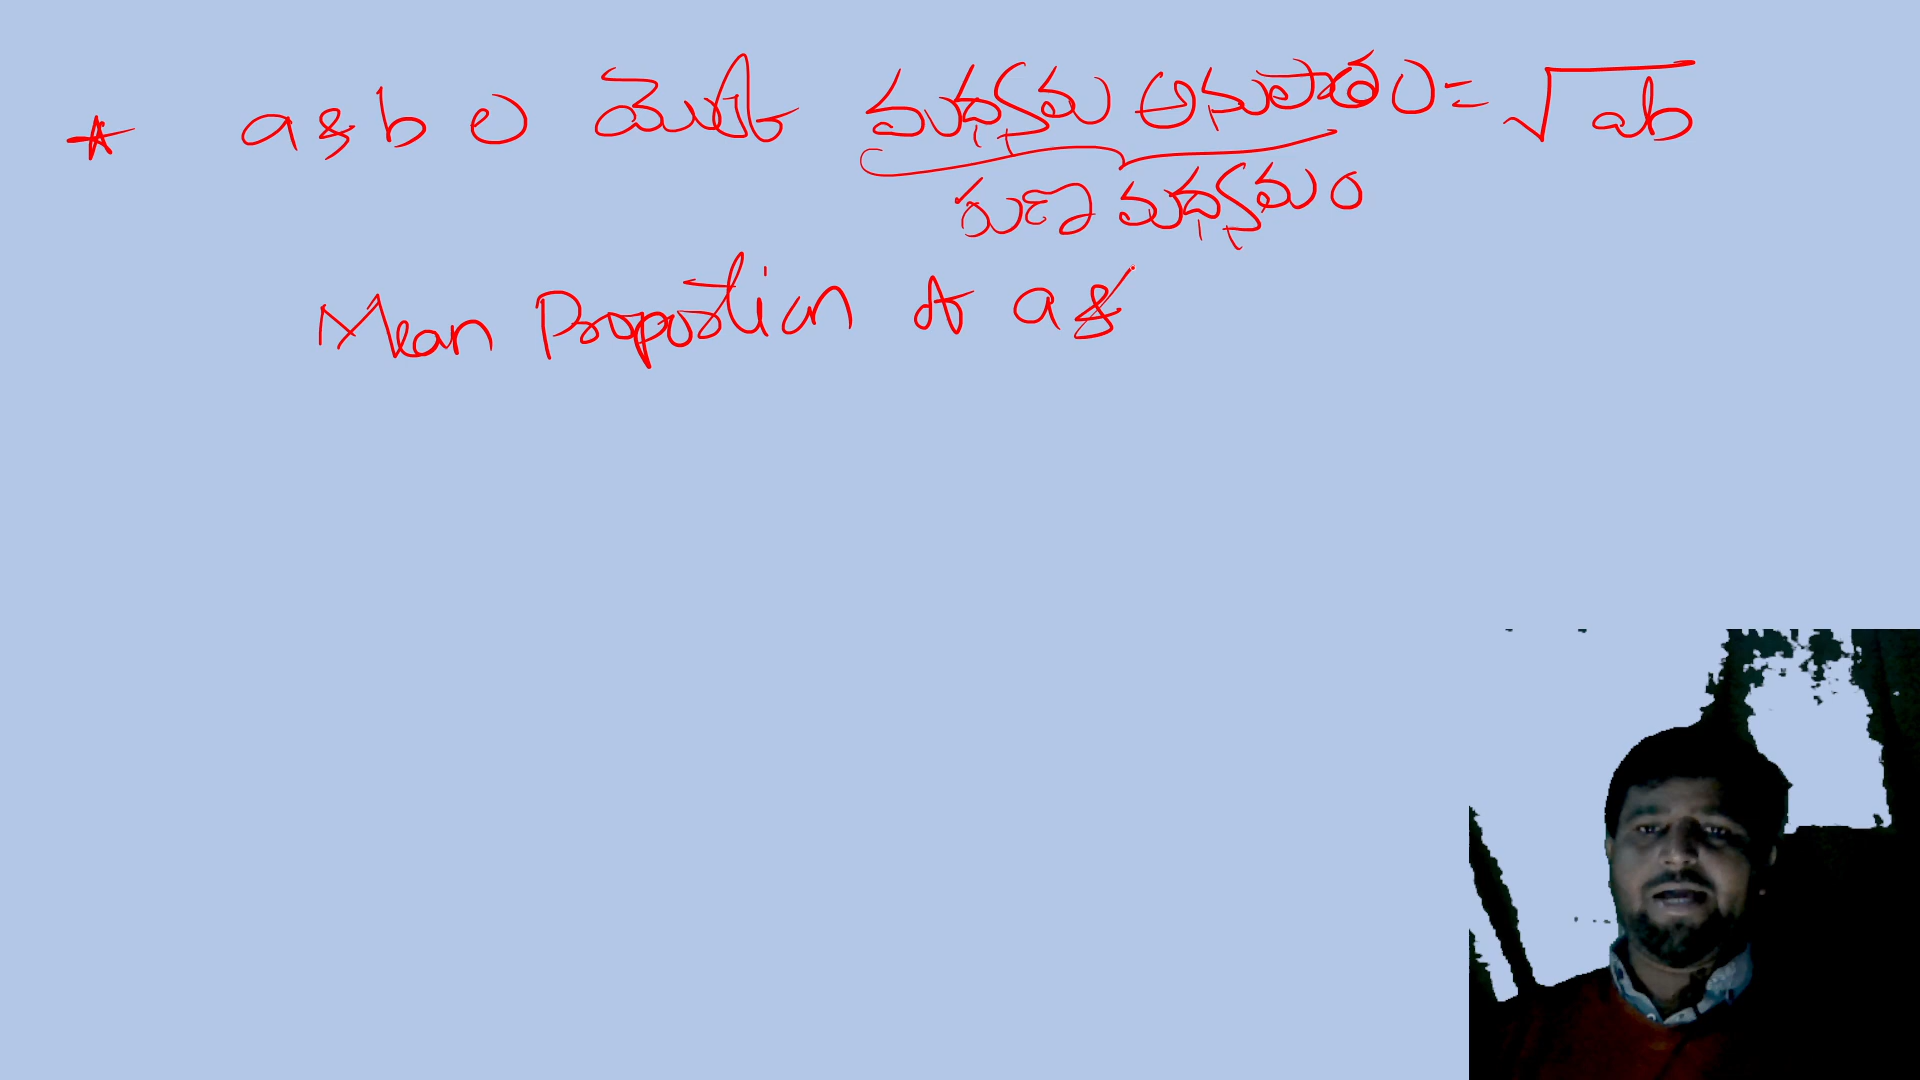 * a & b ల యొక్క మధ్యమ అనుపాతం = √ab
గుణ మధ్యమం
Mean Proportion of a &